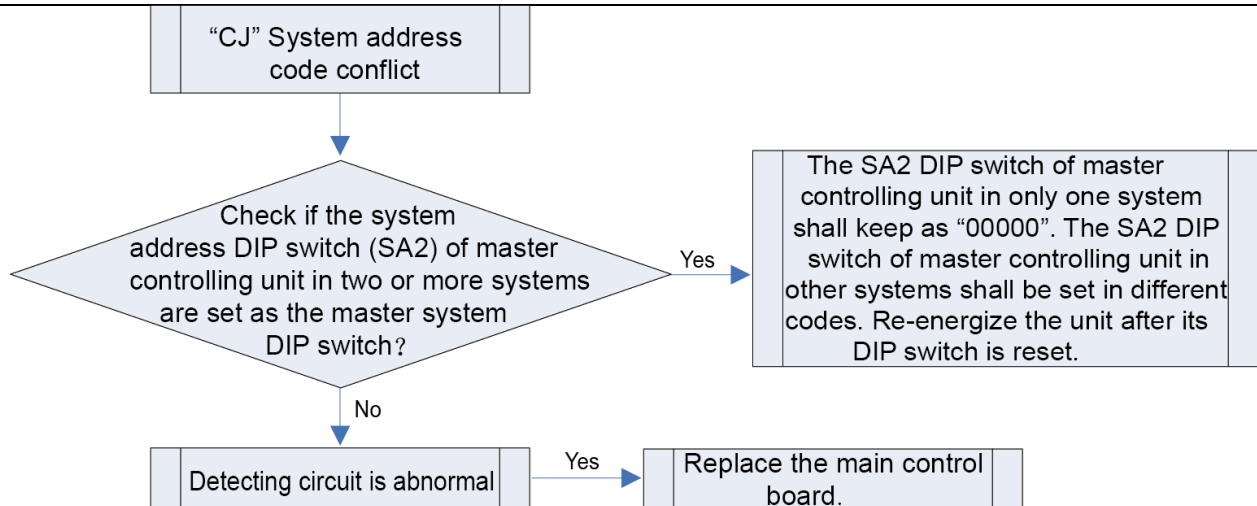 “CJ” System address
code conflict
Check if the system
address DIP switch (SA2) of master
controlling unit in two or more systems
are set as the master system
DIP switch？
Yes
The SA2 DIP switch of master
controlling unit in only one system
shall keep as “00000”. The SA2 DIP
switch of master controlling unit in
other systems shall be set in different
codes. Re-energize the unit after its
DIP switch is reset.
No
Detecting circuit is abnormal
Yes
Replace the main control
board.